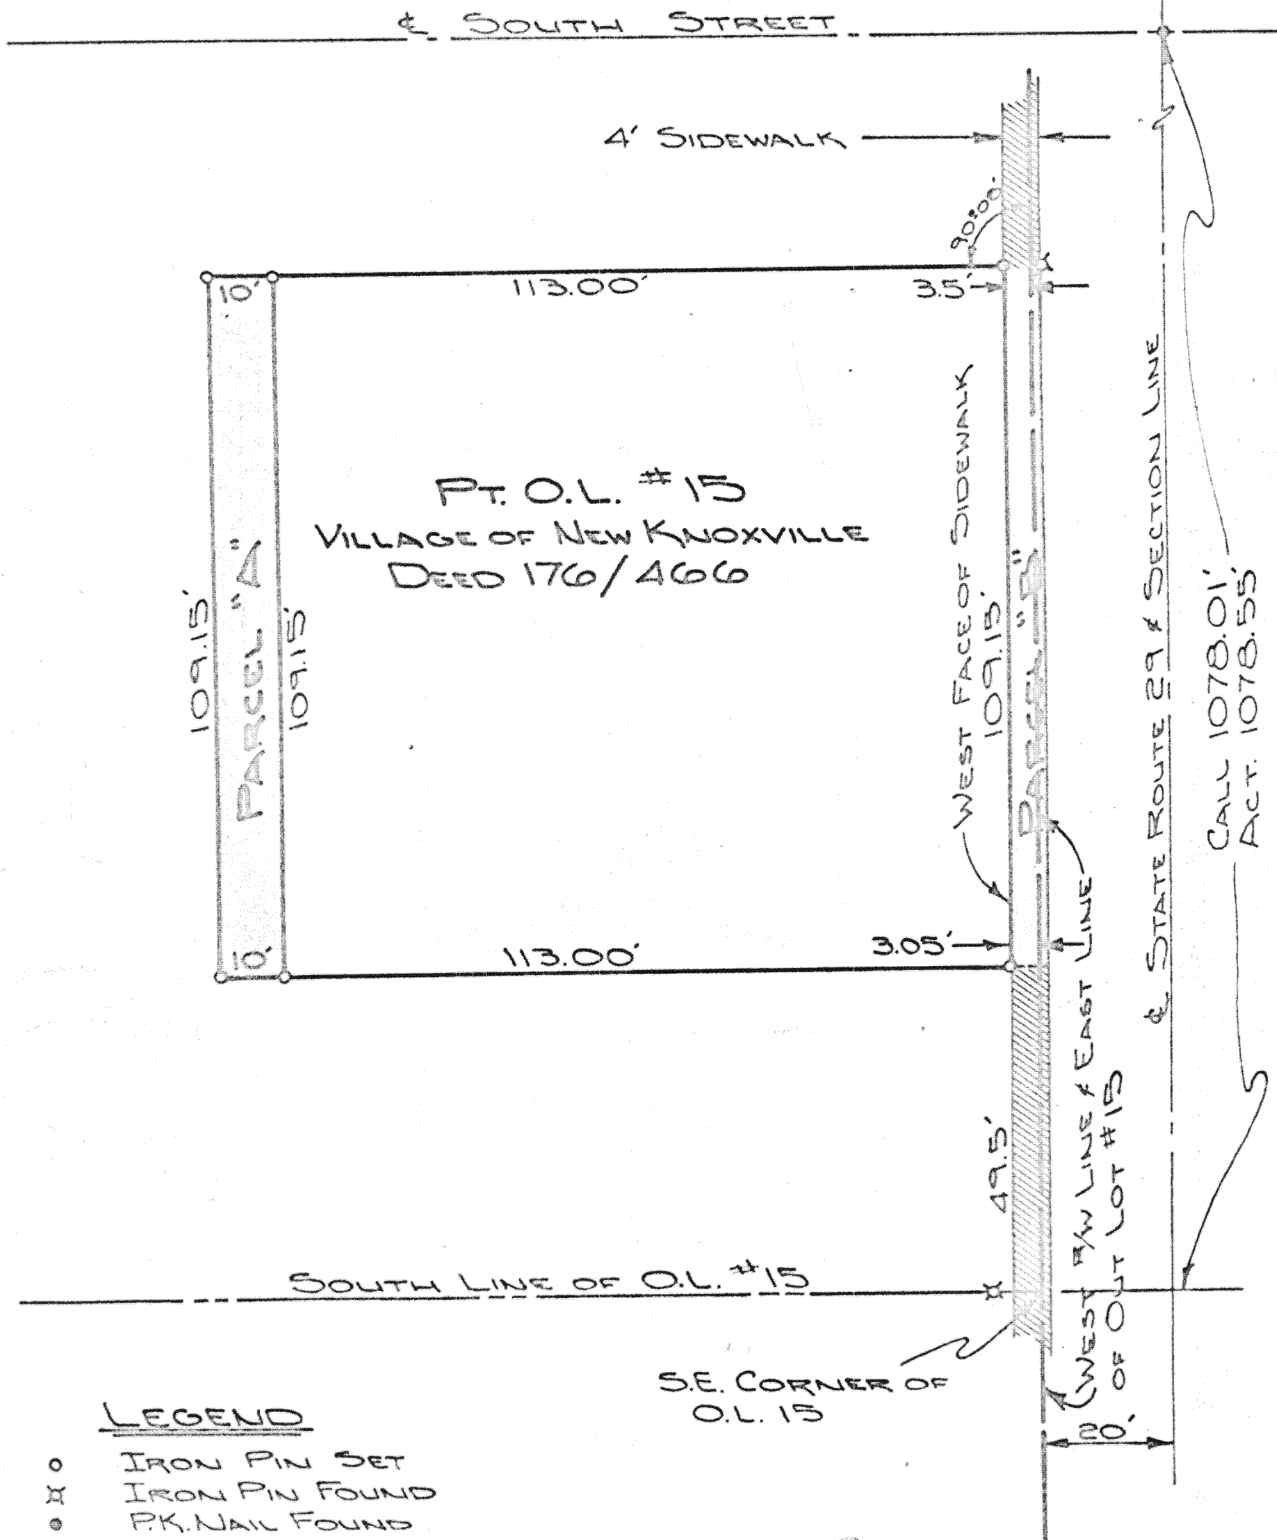 ℄ SOUTH STREET
4' SIDEWALK
90°00'
10'
113.00'
3.5'
PT. O.L. #15
VILLAGE OF NEW KNOXVILLE
DEED 176/466
109.15'
PARCEL "A"
109.15'
WEST FACE OF SIDEWALK
109.15'
PARCEL "B"
℄ STATE ROUTE 29 & SECTION LINE
CALL 1078.01'
ACT. 1078.55'
10'
113.00'
3.05'
49.5'
WEST R/W LINE & EAST LINE
OF OUT LOT #15
SOUTH LINE OF O.L. #15
S.E. CORNER OF
O.L. 15
20'
LEGEND
IRON PIN SET
IRON PIN FOUND
P.K. NAIL FOUND